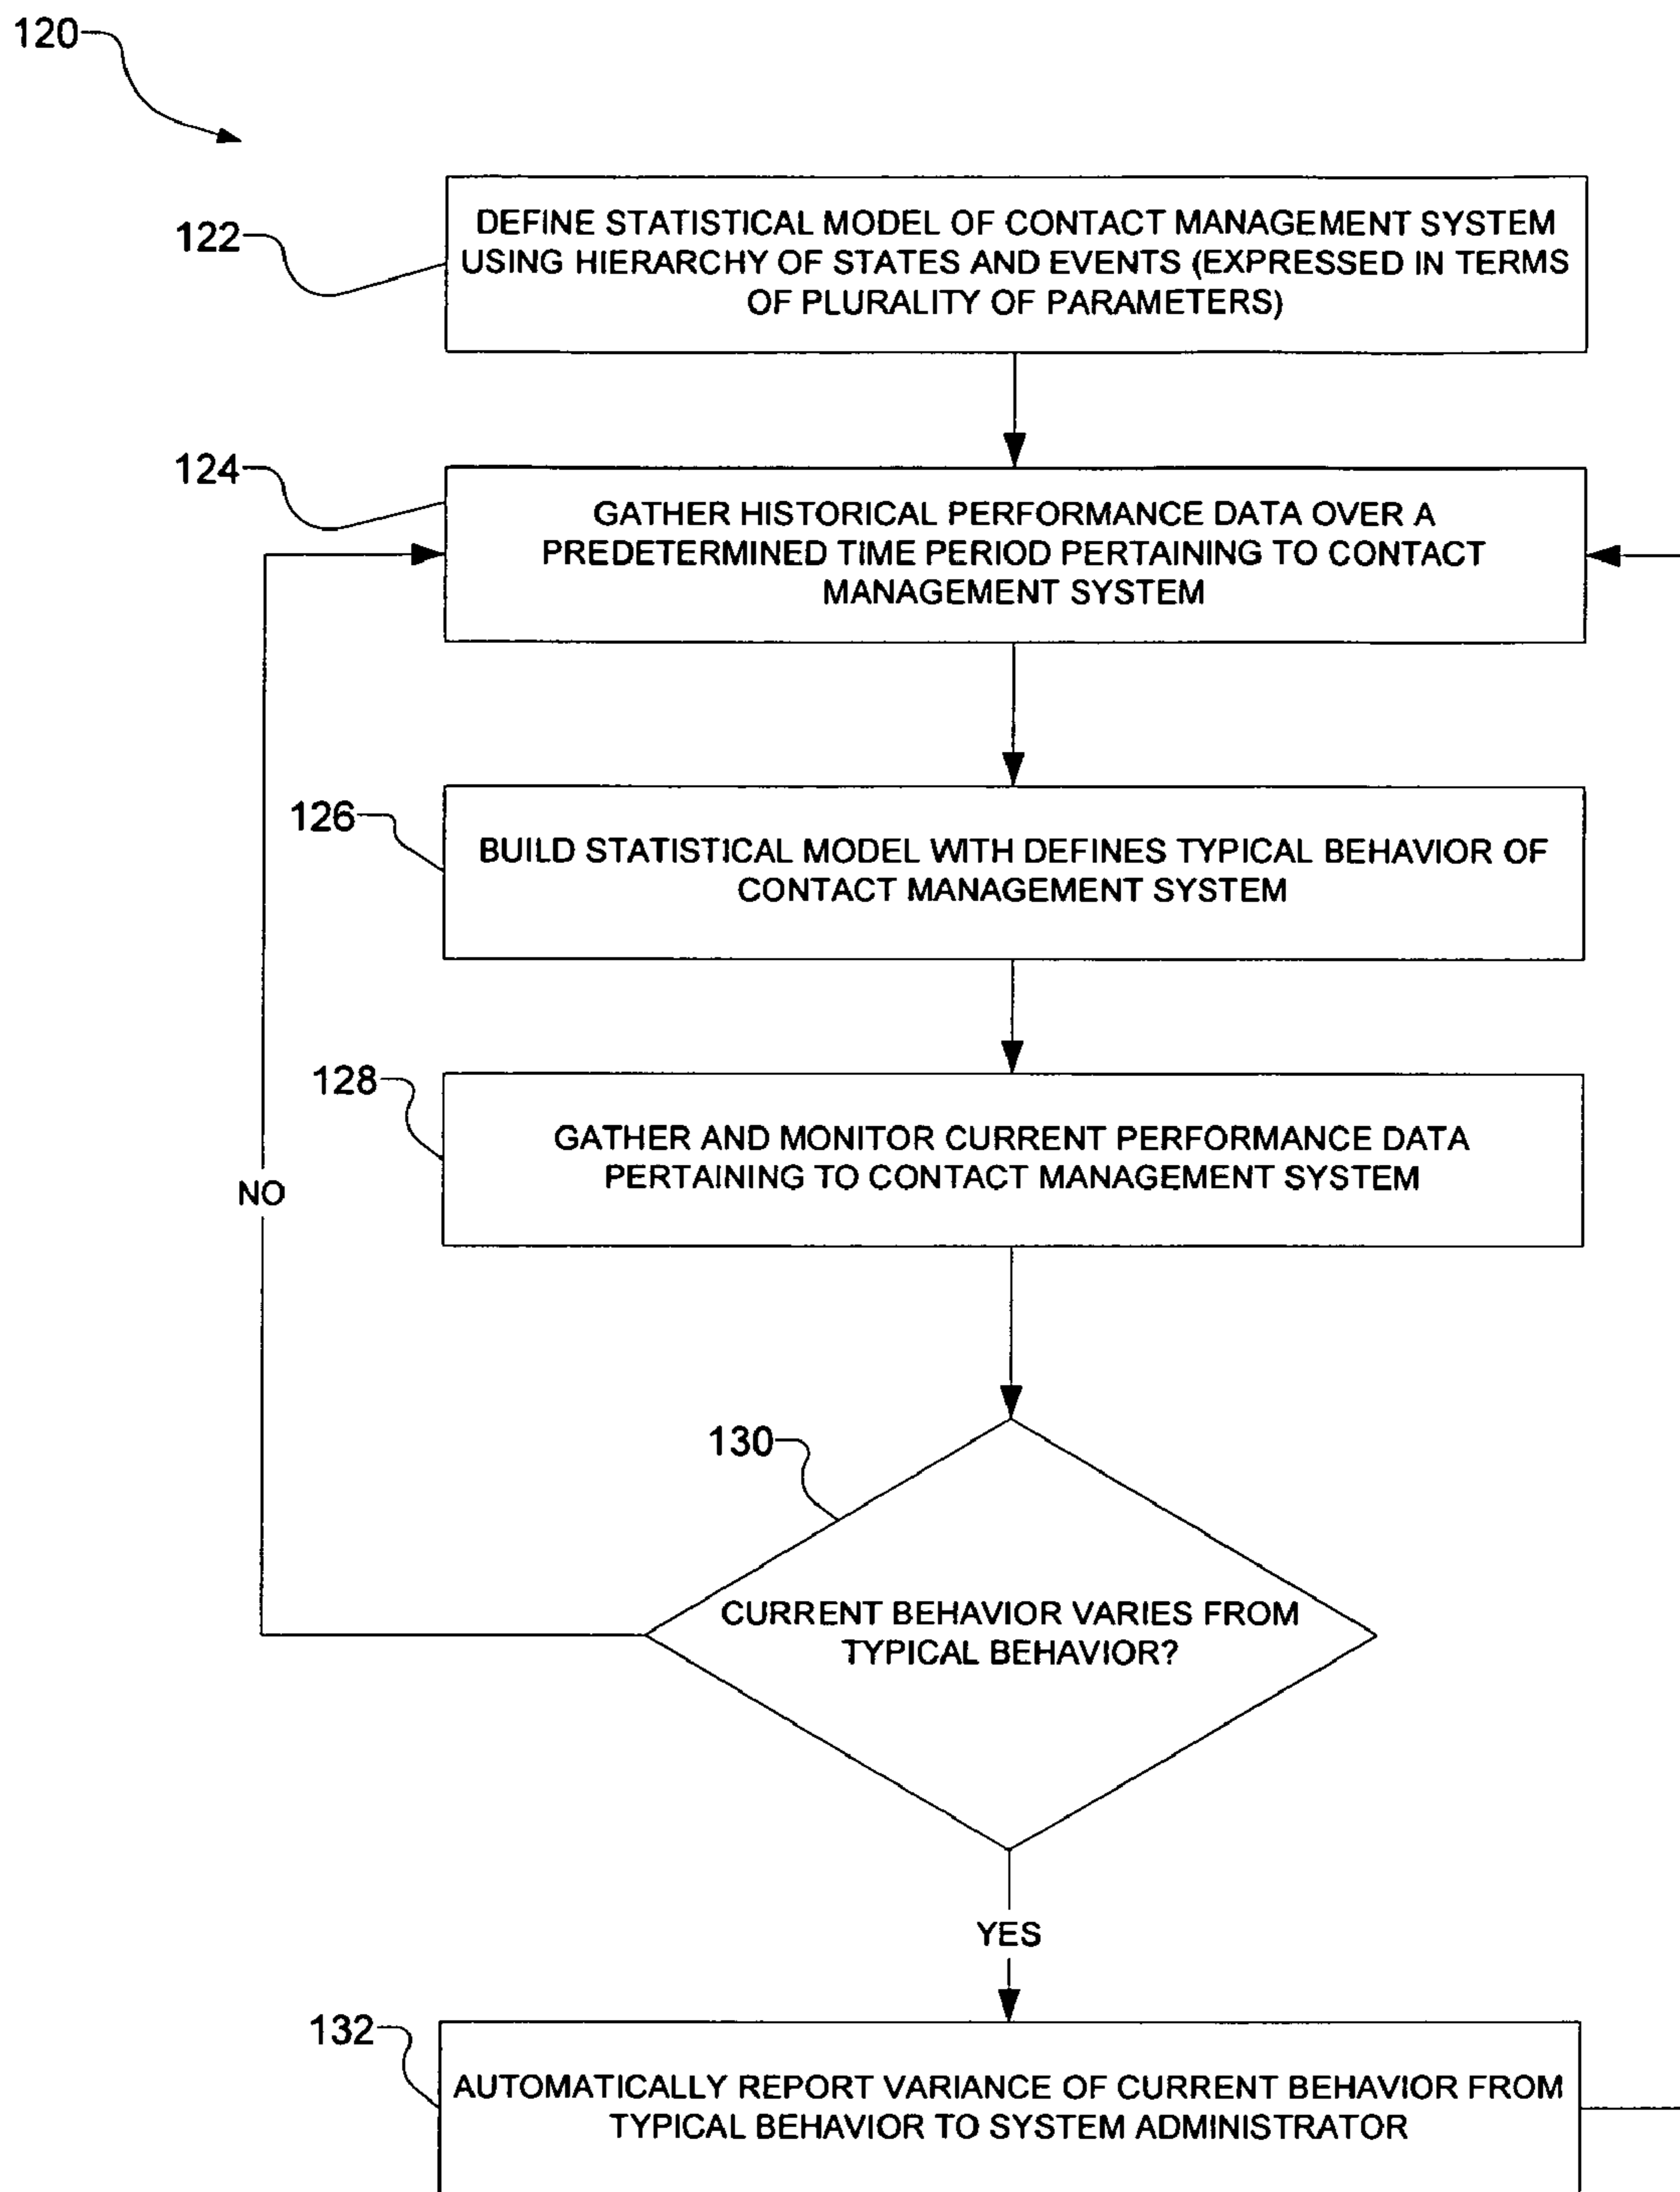 120
122
DEFINE STATISTICAL MODEL OF CONTACT MANAGEMENT SYSTEM
USING HIERARCHY OF STATES AND EVENTS (EXPRESSED IN TERMS
OF PLURALITY OF PARAMETERS)
124
GATHER HISTORICAL PERFORMANCE DATA OVER A
PREDETERMINED TIME PERIOD PERTAINING TO CONTACT
MANAGEMENT SYSTEM
126
BUILD STATISTICAL MODEL WITH DEFINES TYPICAL BEHAVIOR OF
CONTACT MANAGEMENT SYSTEM
128
GATHER AND MONITOR CURRENT PERFORMANCE DATA
PERTAINING TO CONTACT MANAGEMENT SYSTEM
NO
130
CURRENT BEHAVIOR VARIES FROM
TYPICAL BEHAVIOR?
YES
132
AUTOMATICALLY REPORT VARIANCE OF CURRENT BEHAVIOR FROM
TYPICAL BEHAVIOR TO SYSTEM ADMINISTRATOR